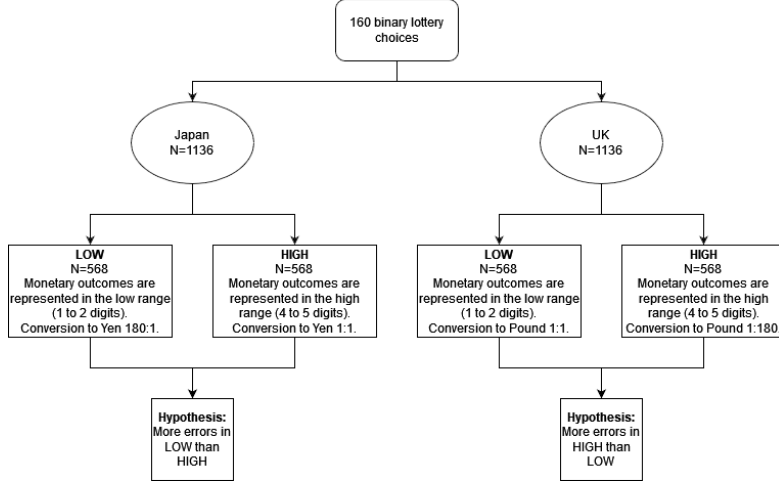 160 binary lottery
choices
Japan
N=1136
UK
N=1136
LOW
N=568
Monetary outcomes are
represented in the low range
(1 to 2 digits).
Conversion to Yen 180:1.
HIGH
N=568
Monetary outcomes are
represented in the high
range (4 to 5 digits).
Conversion to Yen 1:1.
LOW
N=568
Monetary outcomes are
represented in the low range
(1 to 2 digits).
Conversion to Pound 1:1.
HIGH
N=568
Monetary outcomes are
represented in the high
range (4 to 5 digits).
Conversion to Pound 1:180.
Hypothesis:
More errors in
LOW than
HIGH
Hypothesis:
More errors in
HIGH than
LOW